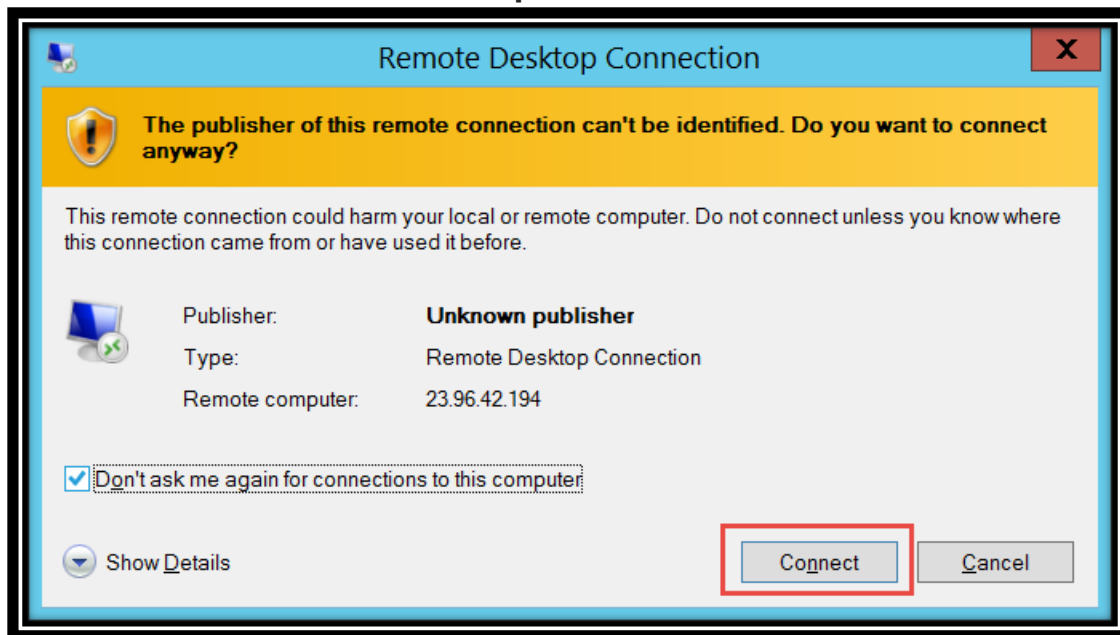 Remote Desktop Connection
X
The publisher of this remote connection can't be identified. Do you want to connect
anyway?
This remote connection could harm your local or remote computer. Do not connect unless you know where
this connection came from or have used it before.
Publisher: Unknown publisher
Type: Remote Desktop Connection
Remote computer: 23.96.42.194
Don't ask me again for connections to this computer
Show Details Connect Cancel